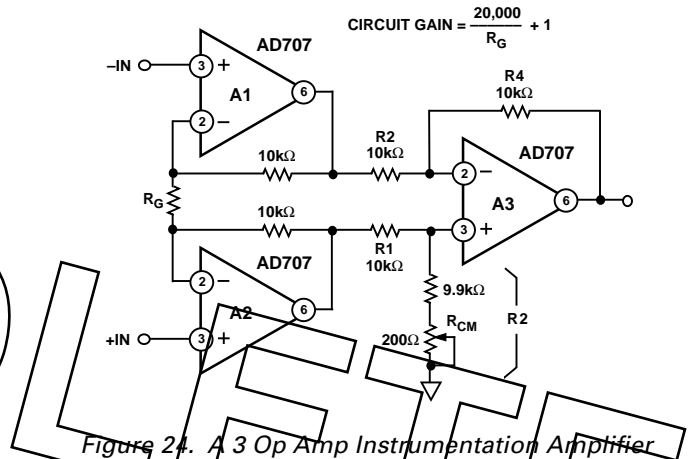 CIRCUIT GAIN = 20,000 / R_G + 1
AD707
–IN
3
+
A1
6
2
–
10kΩ
R2
10kΩ
R4
10kΩ
AD707
2
–
A3
6
3
+
R_G
10kΩ
R1
10kΩ
AD707
2
–
6
A2
+IN
3
+
9.9kΩ
R_CM
200Ω
R2
Figure 24. A 3 Op Amp Instrumentation Amplifier